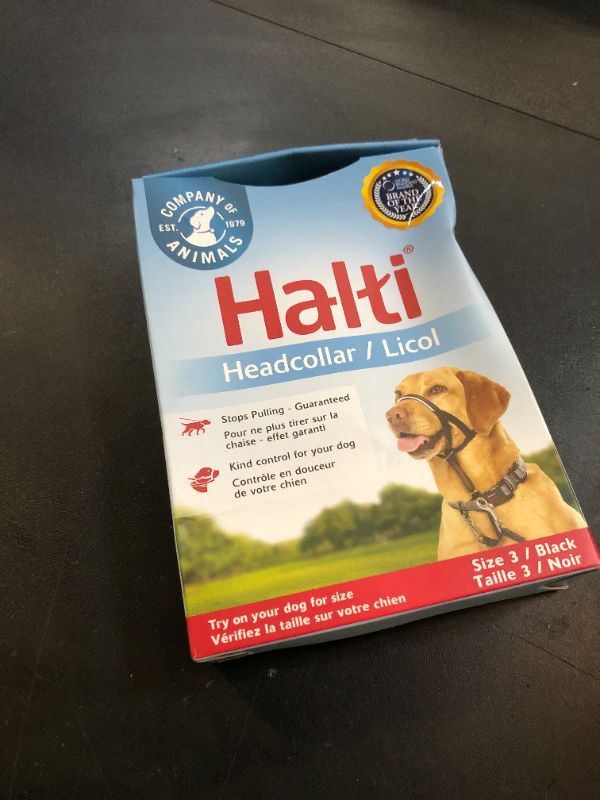 COMPANY OF
EST. 1979
ANIMALS
BRAND
OF THE
YEAR
Halti®
Headcollar / Licol
Stops Pulling - Guaranteed
Pour ne plus tirer sur la
chaise - effet garanti
Kind control for your dog
Contrôle en douceur
de votre chien
Size 3 / Black
Taille 3 / Noir
Try on your dog for size
Vérifiez la taille sur votre chien